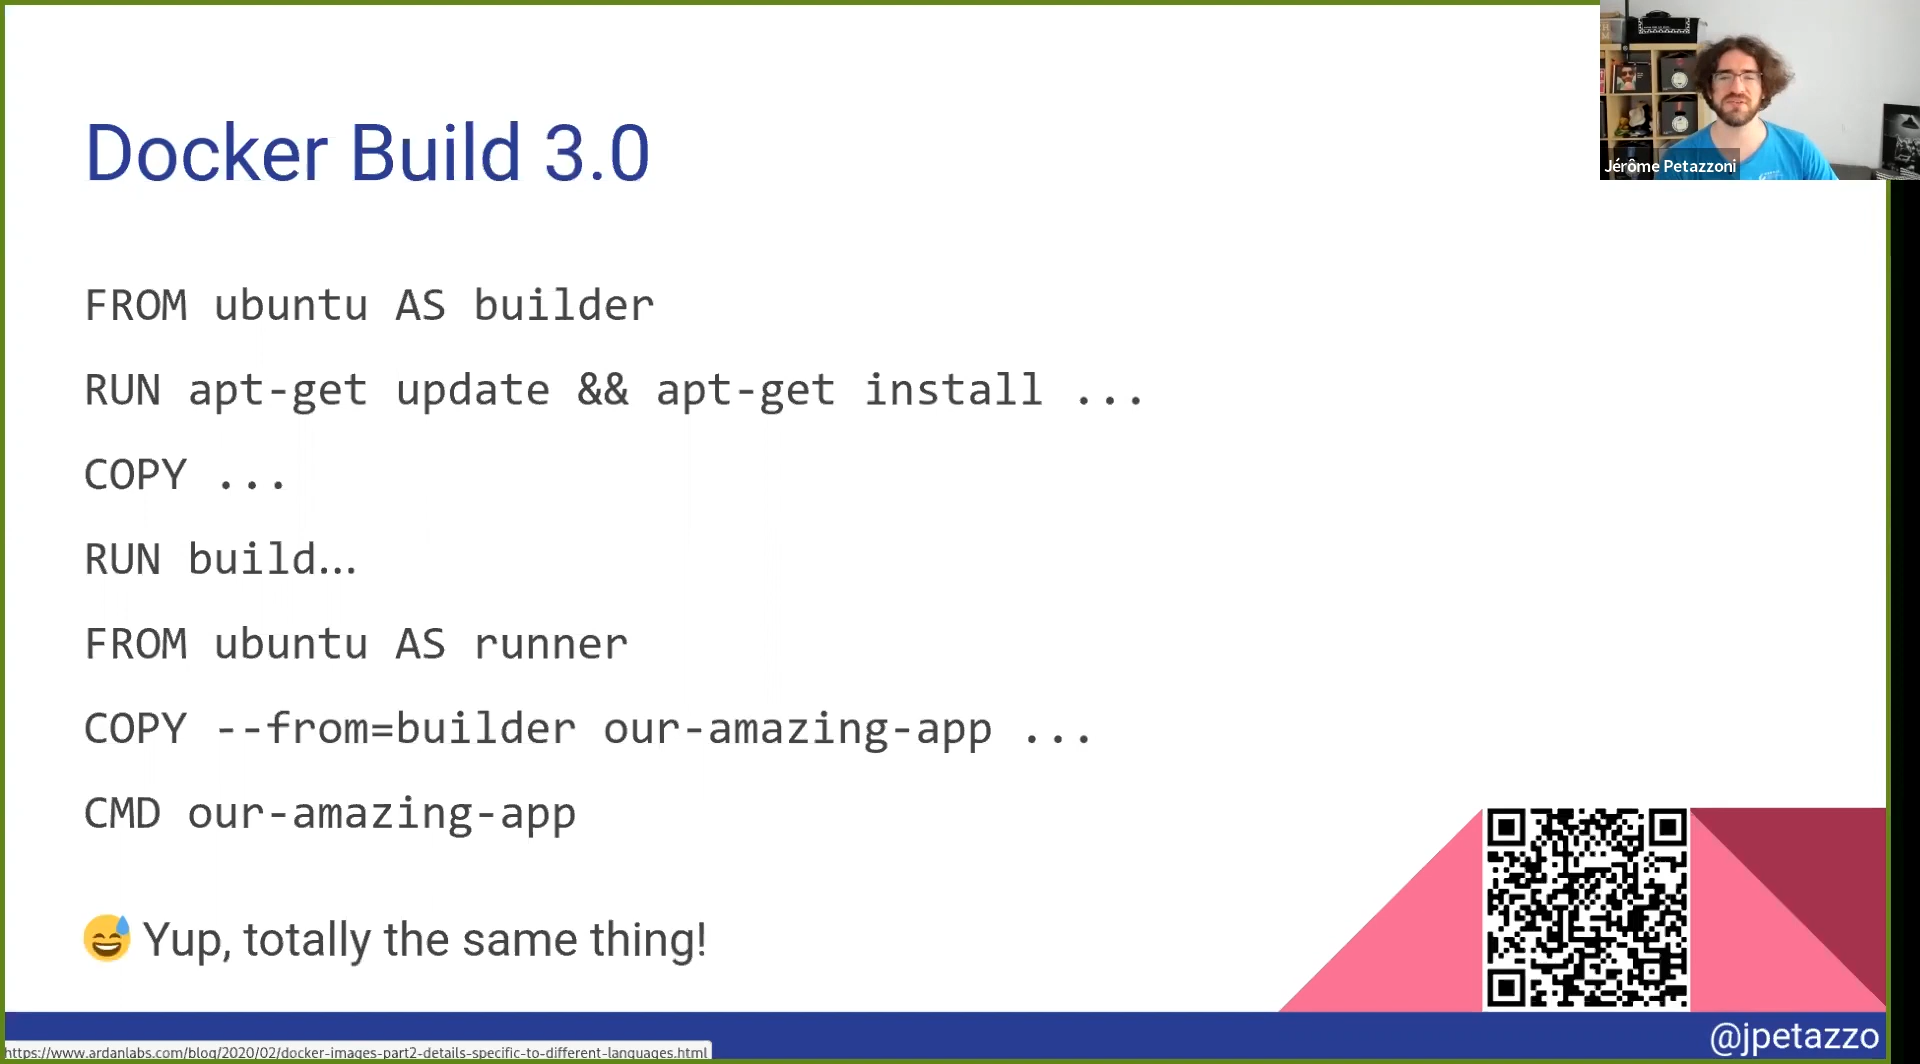 Jérôme Petazzoni
Docker Build 3.0
FROM ubuntu AS builder
RUN apt-get update && apt-get install ...
COPY ...
RUN build…
FROM ubuntu AS runner
COPY --from=builder our-amazing-app ...
CMD our-amazing-app
😅 Yup, totally the same thing!
@jpetazzo
https://www.ardanlabs.com/blog/2020/02/docker-images-part2-details-specific-to-different-languages.html